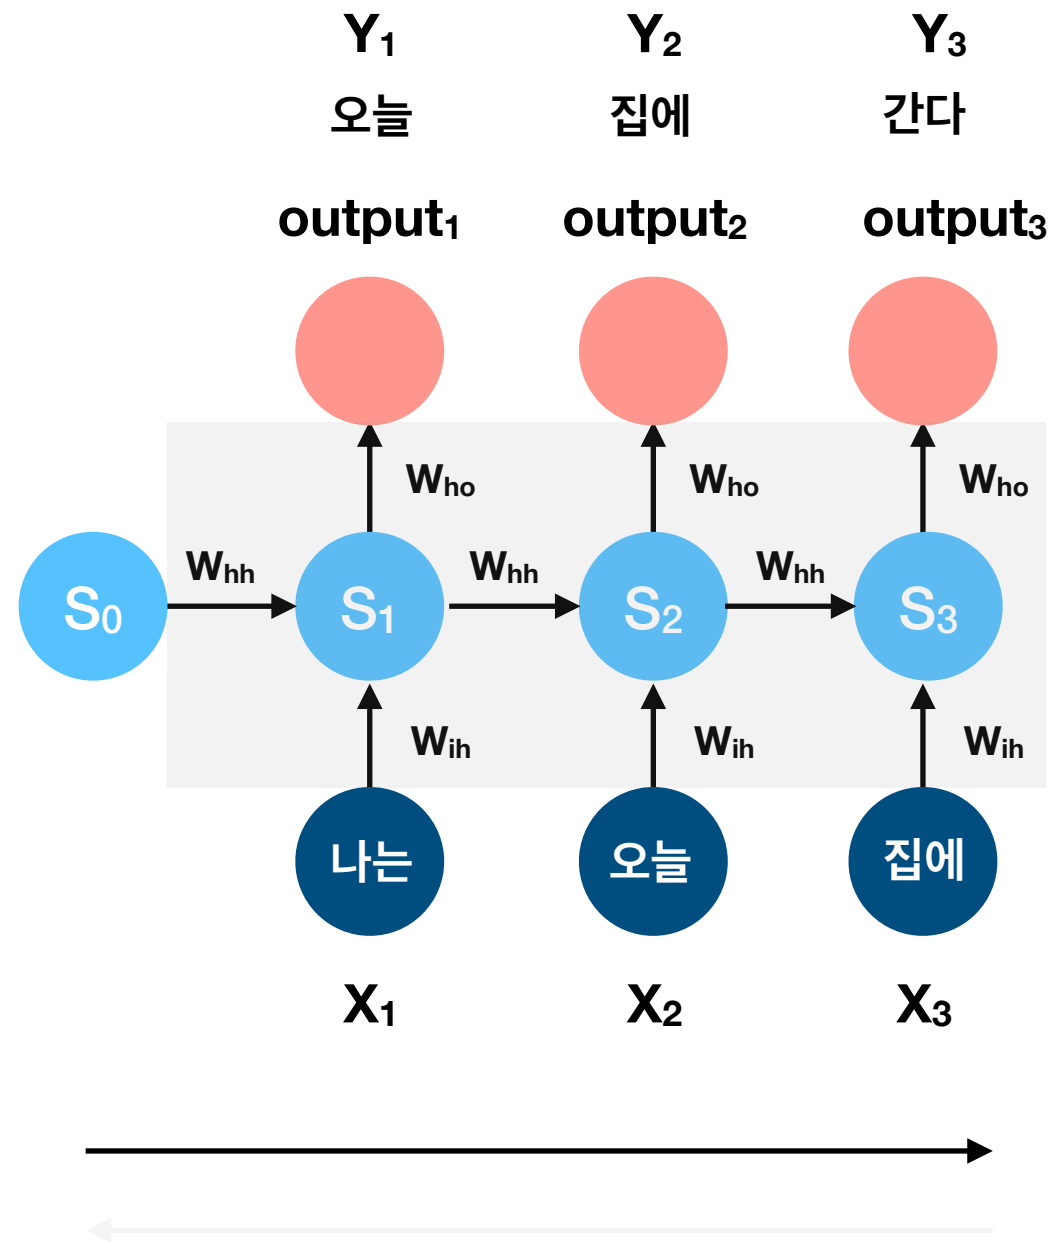 Y1 Y2 Y3
오늘 집에 간다
output1 output2 output3
Who Who Who
Whh Whh Whh
S0 S1 S2 S3
Wih Wih Wih
나는 오늘 집에
X1 X2 X3